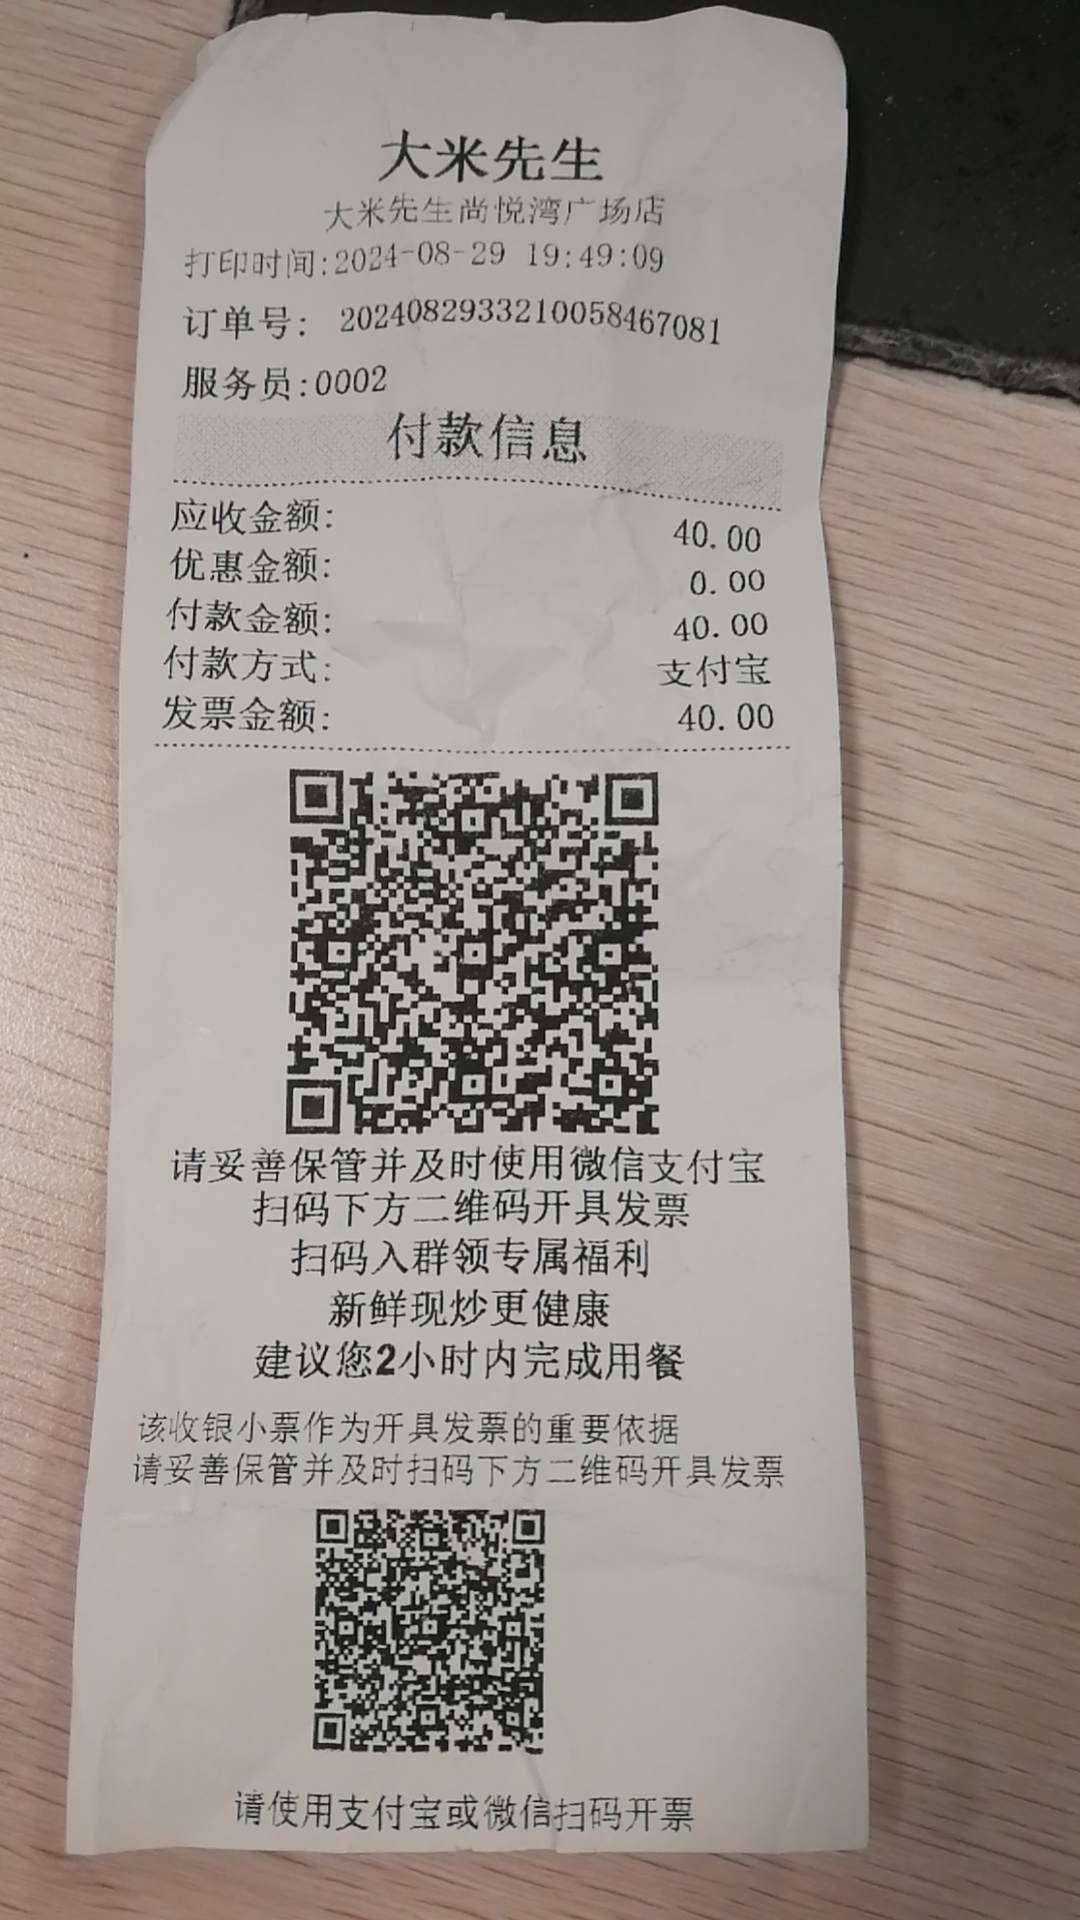 大米先生
大米先生尚悦湾广场店
打印时间:2024-08-29 19:49:09
订单号: 2024082933210058467081
服务员:0002
付款信息
应收金额: 40.00
优惠金额: 0.00
付款金额: 40.00
付款方式: 支付宝
发票金额: 40.00
请妥善保管并及时使用微信支付宝
扫码下方二维码开具发票
扫码入群领专属福利
新鲜现炒更健康
建议您2小时内完成用餐
该收银小票作为开具发票的重要依据
请妥善保管并及时扫码下方二维码开具发票
请使用支付宝或微信扫码开票